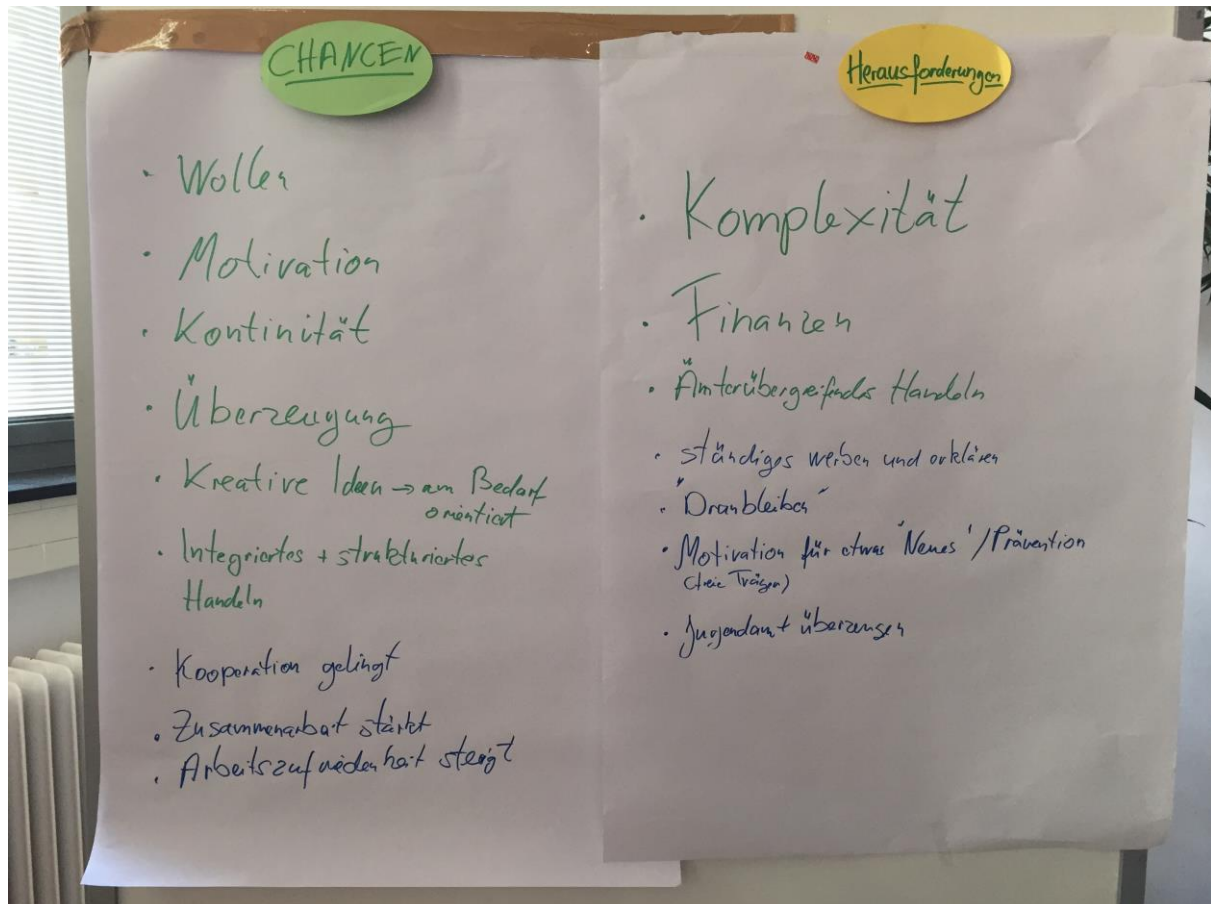 CHANCEN
· Wollen
· Motivation
· Kontinität
· Überzeugung
· Kreative Ideen → am Bedarf
orientiert
· Integriertes + strukturiertes
Handeln
· Kooperation gelingt
· Zusammenarbeit stärkt
· Arbeitszufriedenheit steigt
Herausforderungen
· Komplexität
· Finanzen
· Ämterübergreifendes Handeln
· ständiges werben und erklären
· "Dranbleiben"
· Motivation für etwas "Neues" / Prävention
(freie Träger)
· Jugendamt überzeugen